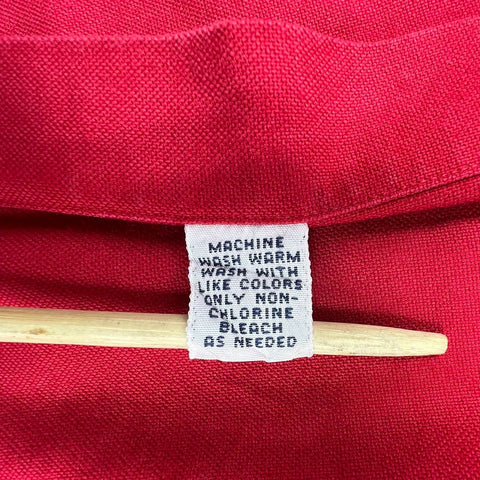 MACHINE
WASH WARM
WASH WITH
LIKE COLORS
ONLY NON-
CHLORINE
BLEACH
AS NEEDED